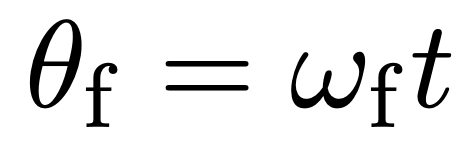 θ_f = ω_f t